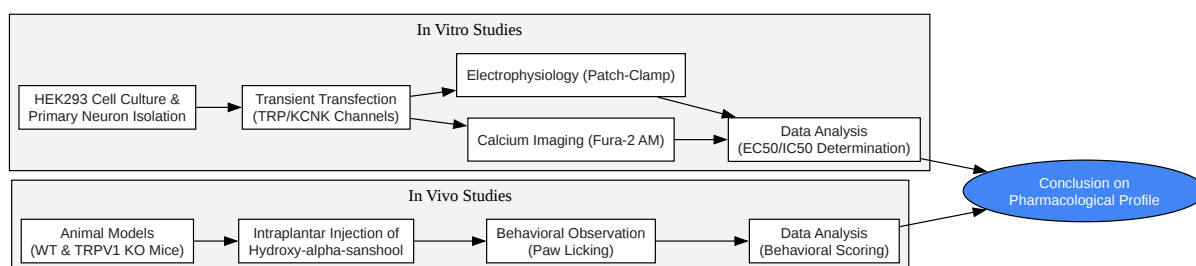 In Vitro Studies
HEK293 Cell Culture &
Primary Neuron Isolation
Transient Transfection
(TRP/KCNK Channels)
Electrophysiology (Patch-Clamp)
Calcium Imaging (Fura-2 AM)
Data Analysis
(EC50/IC50 Determination)
In Vivo Studies
Animal Models
(WT & TRPV1 KO Mice)
Intraplantar Injection of
Hydroxy-alpha-sanshool
Behavioral Observation
(Paw Licking)
Data Analysis
(Behavioral Scoring)
Conclusion on
Pharmacological Profile